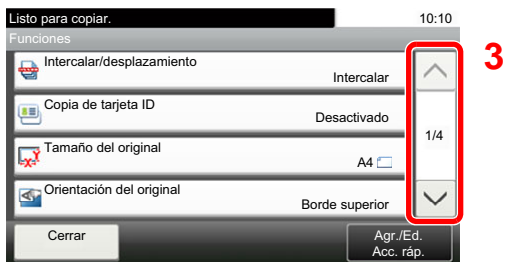 Listo para copiar.
10:10
Funciones
Intercalar/desplazamiento
Intercalar
Copia de tarjeta ID
Desactivado
Tamaño del original
A4
Orientación del original
Borde superior
1/4
Cerrar
Agr./Ed.
Acc. ráp.
3